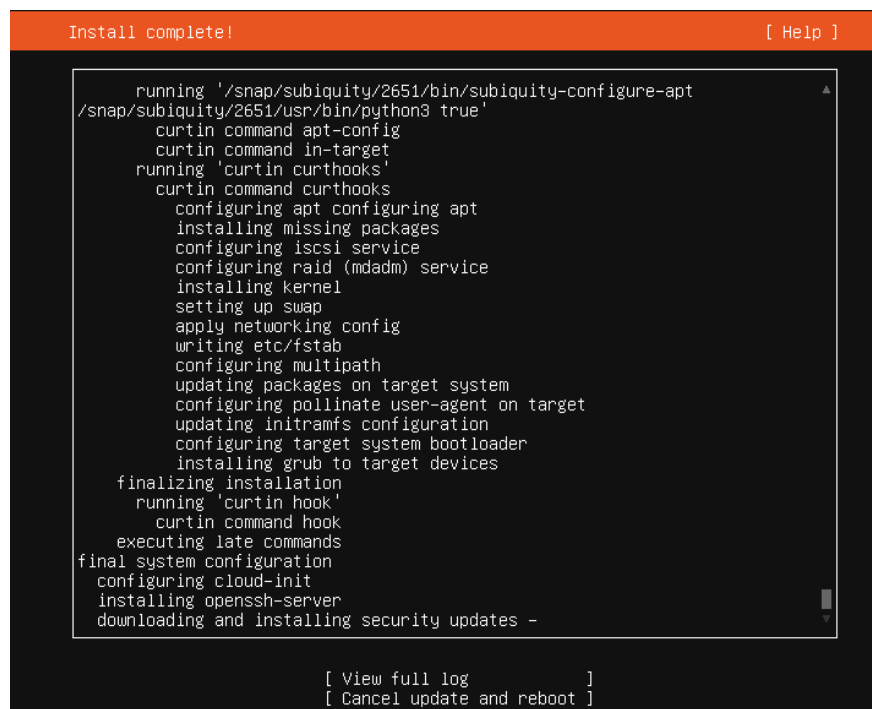 Install complete! [ Help ]
running '/snap/subiquity/2651/bin/subiquity-configure-apt
/snap/subiquity/2651/usr/bin/python3 true'
curtin command apt-config
curtin command in-target
running 'curtin curthooks'
curtin command curthooks
configuring apt configuring apt
installing missing packages
configuring iscsi service
configuring raid (mdadm) service
installing kernel
setting up swap
apply networking config
writing etc/fstab
configuring multipath
updating packages on target system
configuring pollinate user-agent on target
updating initramfs configuration
configuring target system bootloader
installing grub to target devices
finalizing installation
running 'curtin hook'
curtin command hook
executing late commands
final system configuration
configuring cloud-init
installing openssh-server
downloading and installing security updates -
[ View full log ]
[ Cancel update and reboot ]